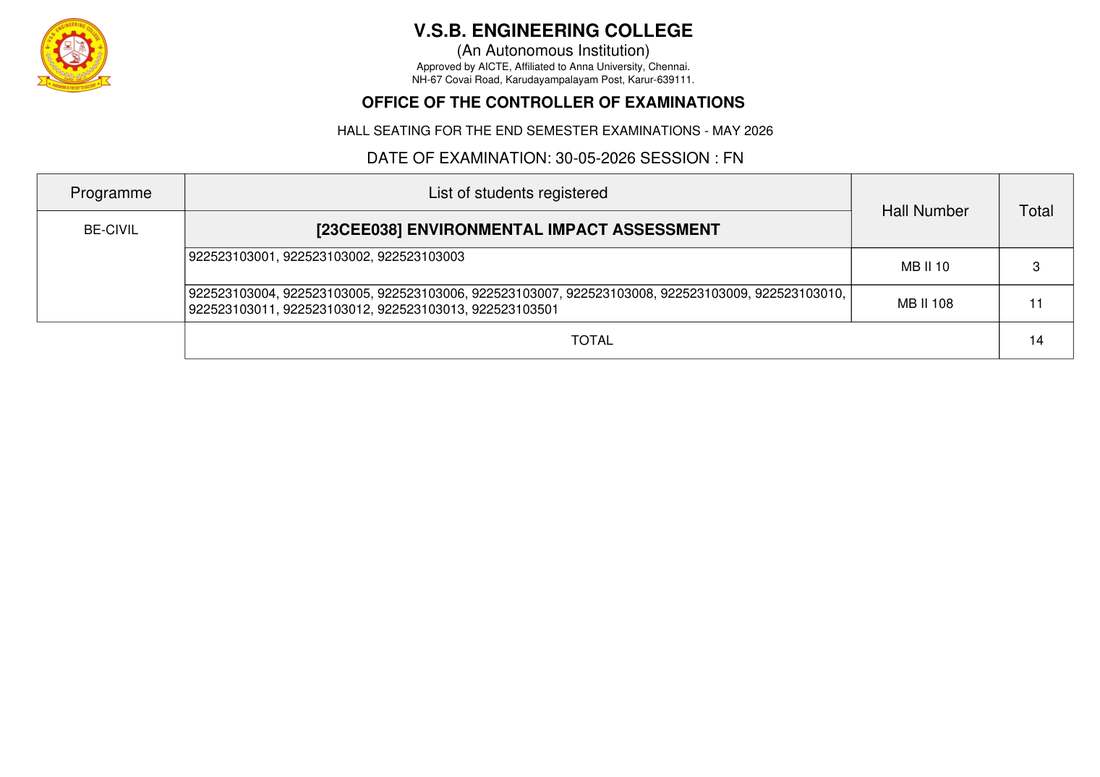 V.S.B. ENGINEERING COLLEGE
(An Autonomous Institution)
Approved by AICTE, Affiliated to Anna University, Chennai.
NH-67 Covai Road, Karudayampalayam Post, Karur-639111.
OFFICE OF THE CONTROLLER OF EXAMINATIONS
HALL SEATING FOR THE END SEMESTER EXAMINATIONS - MAY 2026
DATE OF EXAMINATION: 30-05-2026 SESSION : FN
Programme
List of students registered
Hall Number
Total
BE-CIVIL
[23CEE038] ENVIRONMENTAL IMPACT ASSESSMENT
922523103001, 922523103002, 922523103003
MB II 10
3
922523103004, 922523103005, 922523103006, 922523103007, 922523103008, 922523103009, 922523103010,
922523103011, 922523103012, 922523103013, 922523103501
MB II 108
11
TOTAL
14